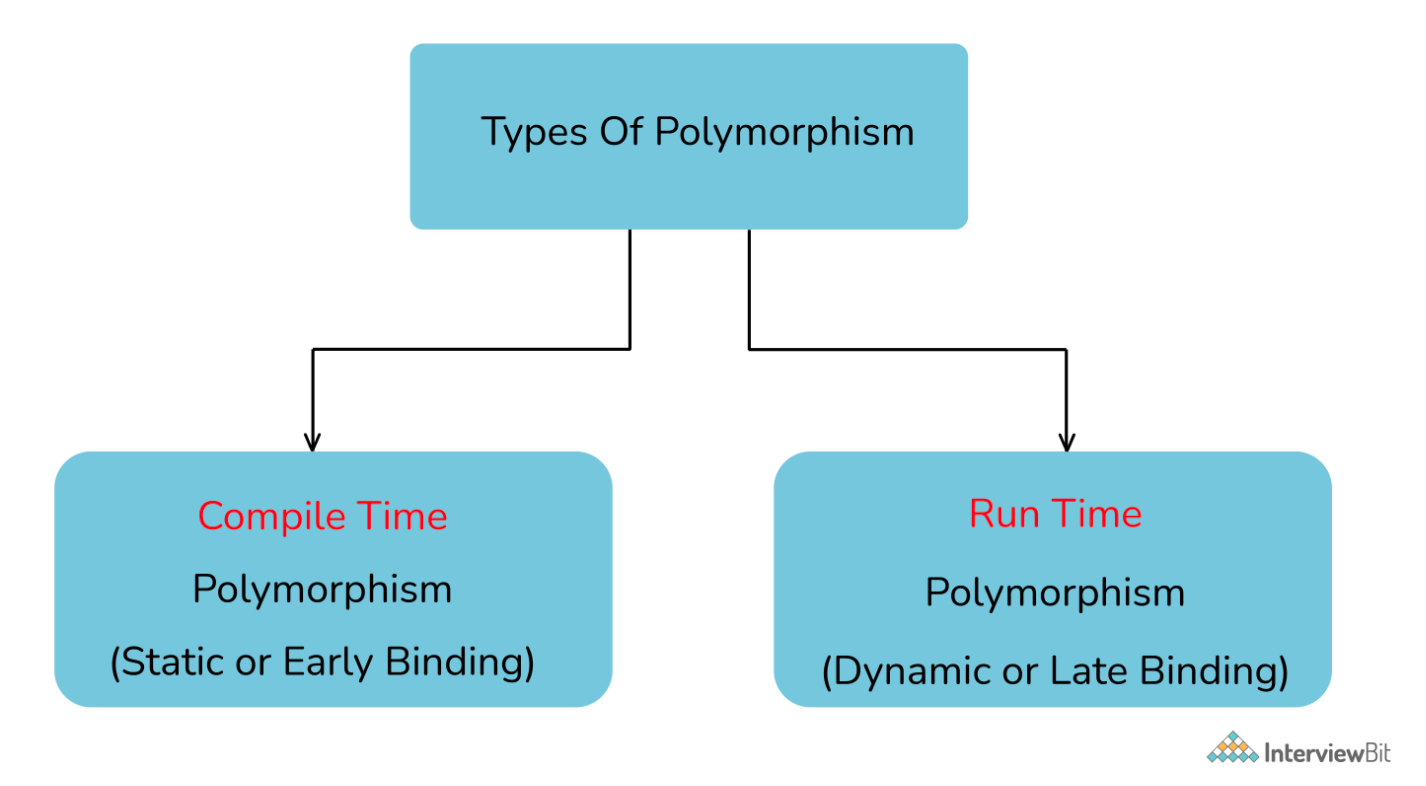 Types Of Polymorphism
Compile Time
Polymorphism
(Static or Early Binding)
Run Time
Polymorphism
(Dynamic or Late Binding)
InterviewBit